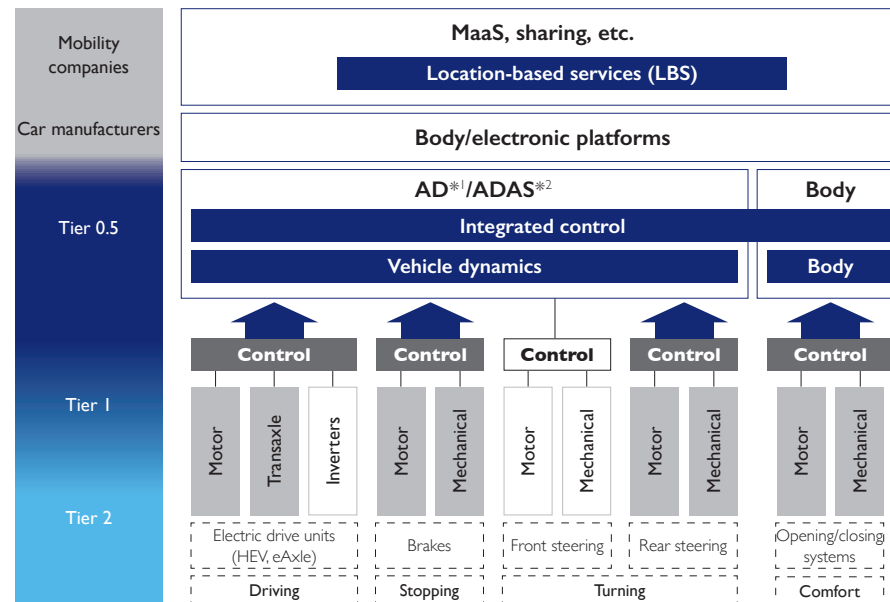 Mobility
companies
Car manufacturers
Tier 0.5
Tier 1
Tier 2
MaaS, sharing, etc.
Location-based services (LBS)
Body/electronic platforms
AD*1/ADAS*2
Body
Integrated control
Vehicle dynamics
Body
Control
Control
Control
Control
Control
Motor
Transaxle
Inverters
Motor
Mechanical
Motor
Mechanical
Motor
Mechanical
Motor
Mechanical
Electric drive units
(HEV, eAxle)
Brakes
Front steering
Rear steering
Opening/closing
systems
Driving
Stopping
Turning
Comfort